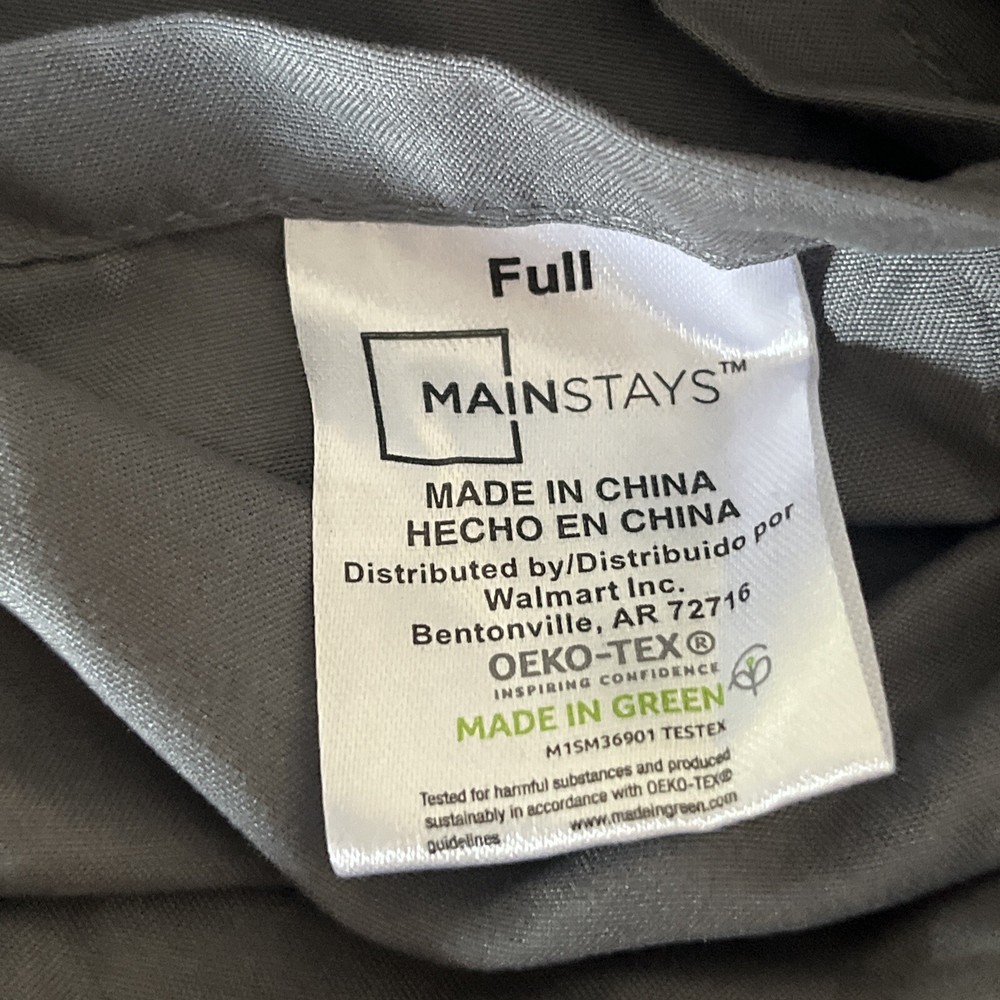 Full
MAINSTAYS™
MADE IN CHINA
HECHO EN CHINA
Distributed by/Distribuido por
Walmart Inc.
Bentonville, AR 72716
OEKO-TEX®
INSPIRING CONFIDENCE
MADE IN GREEN
M1SM36901 TESTEX
Tested for harmful substances and produced
sustainably in accordance with OEKO-TEX®
guidelines www.madeingreen.com